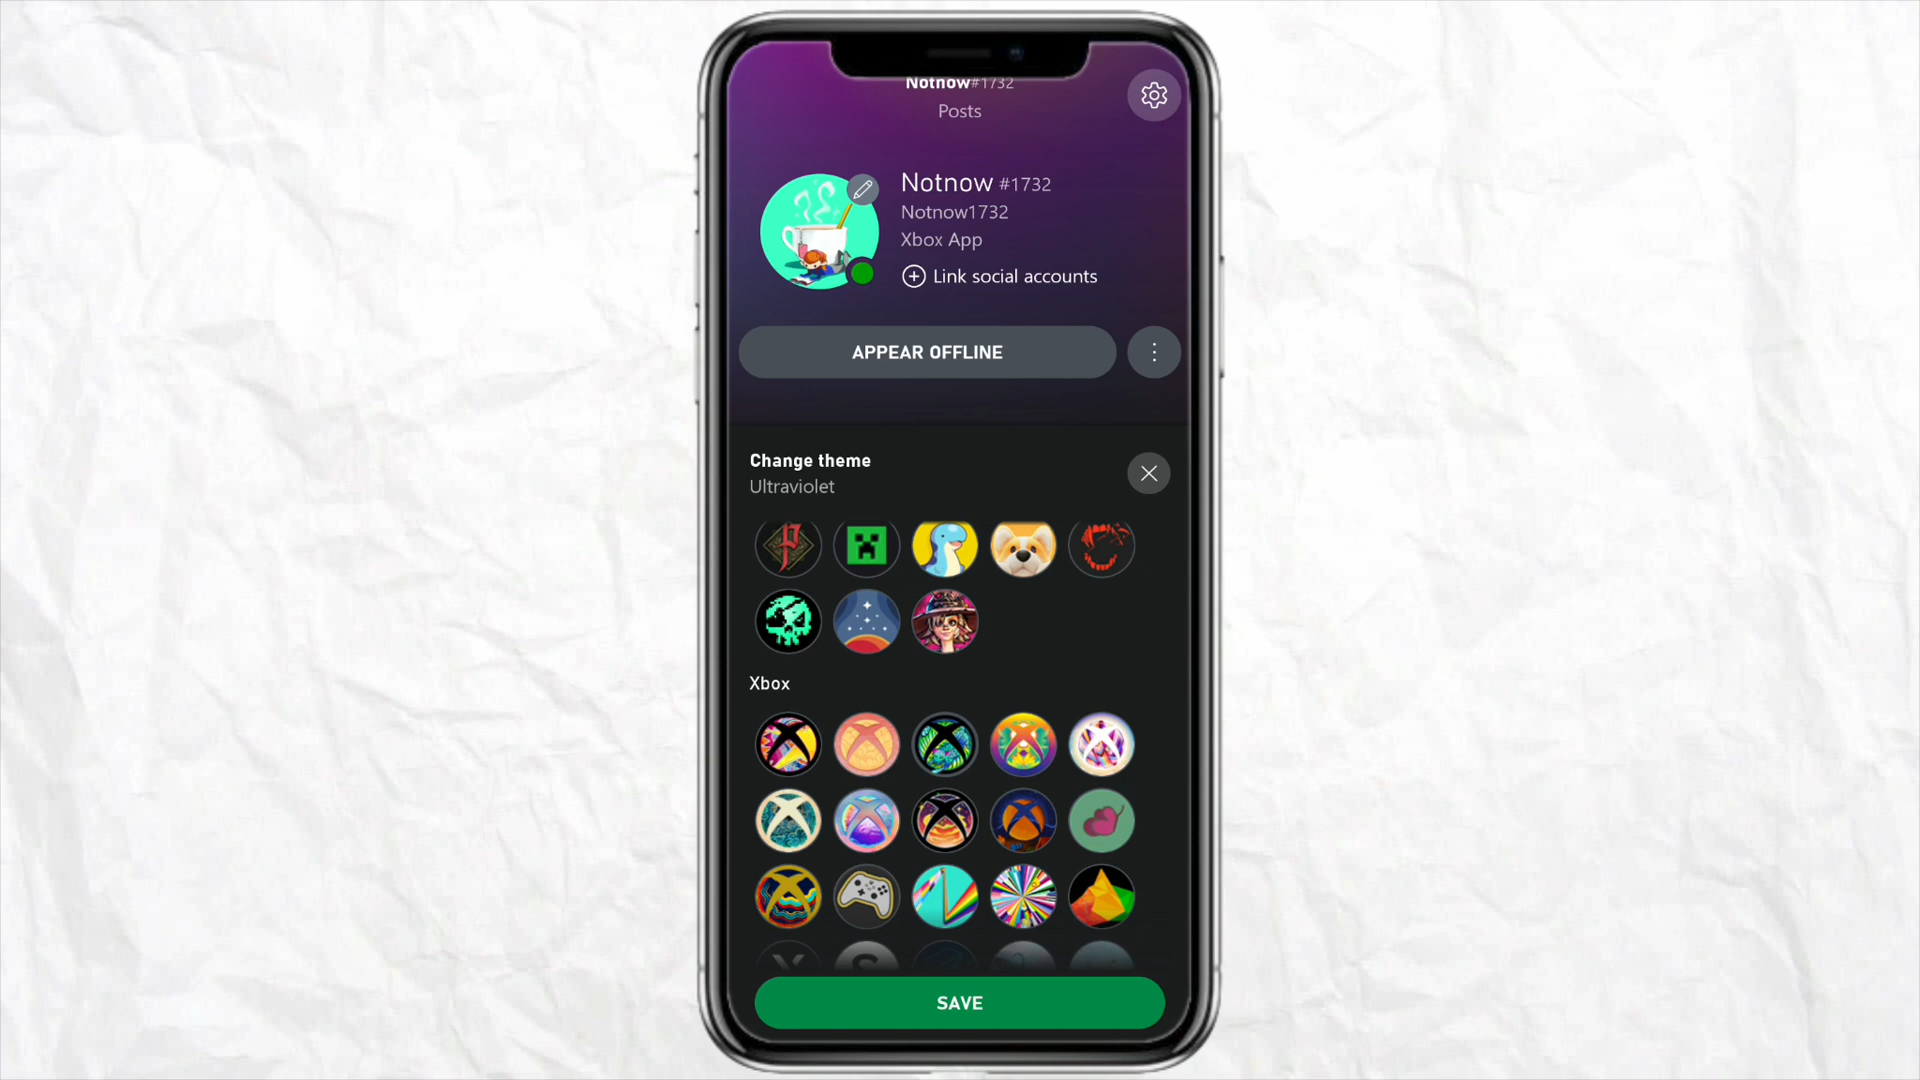 Notnow#1732
Posts
Notnow #1732
Notnow1732
Xbox App
Link social accounts
APPEAR OFFLINE
Change theme
Ultraviolet
Xbox
SAVE